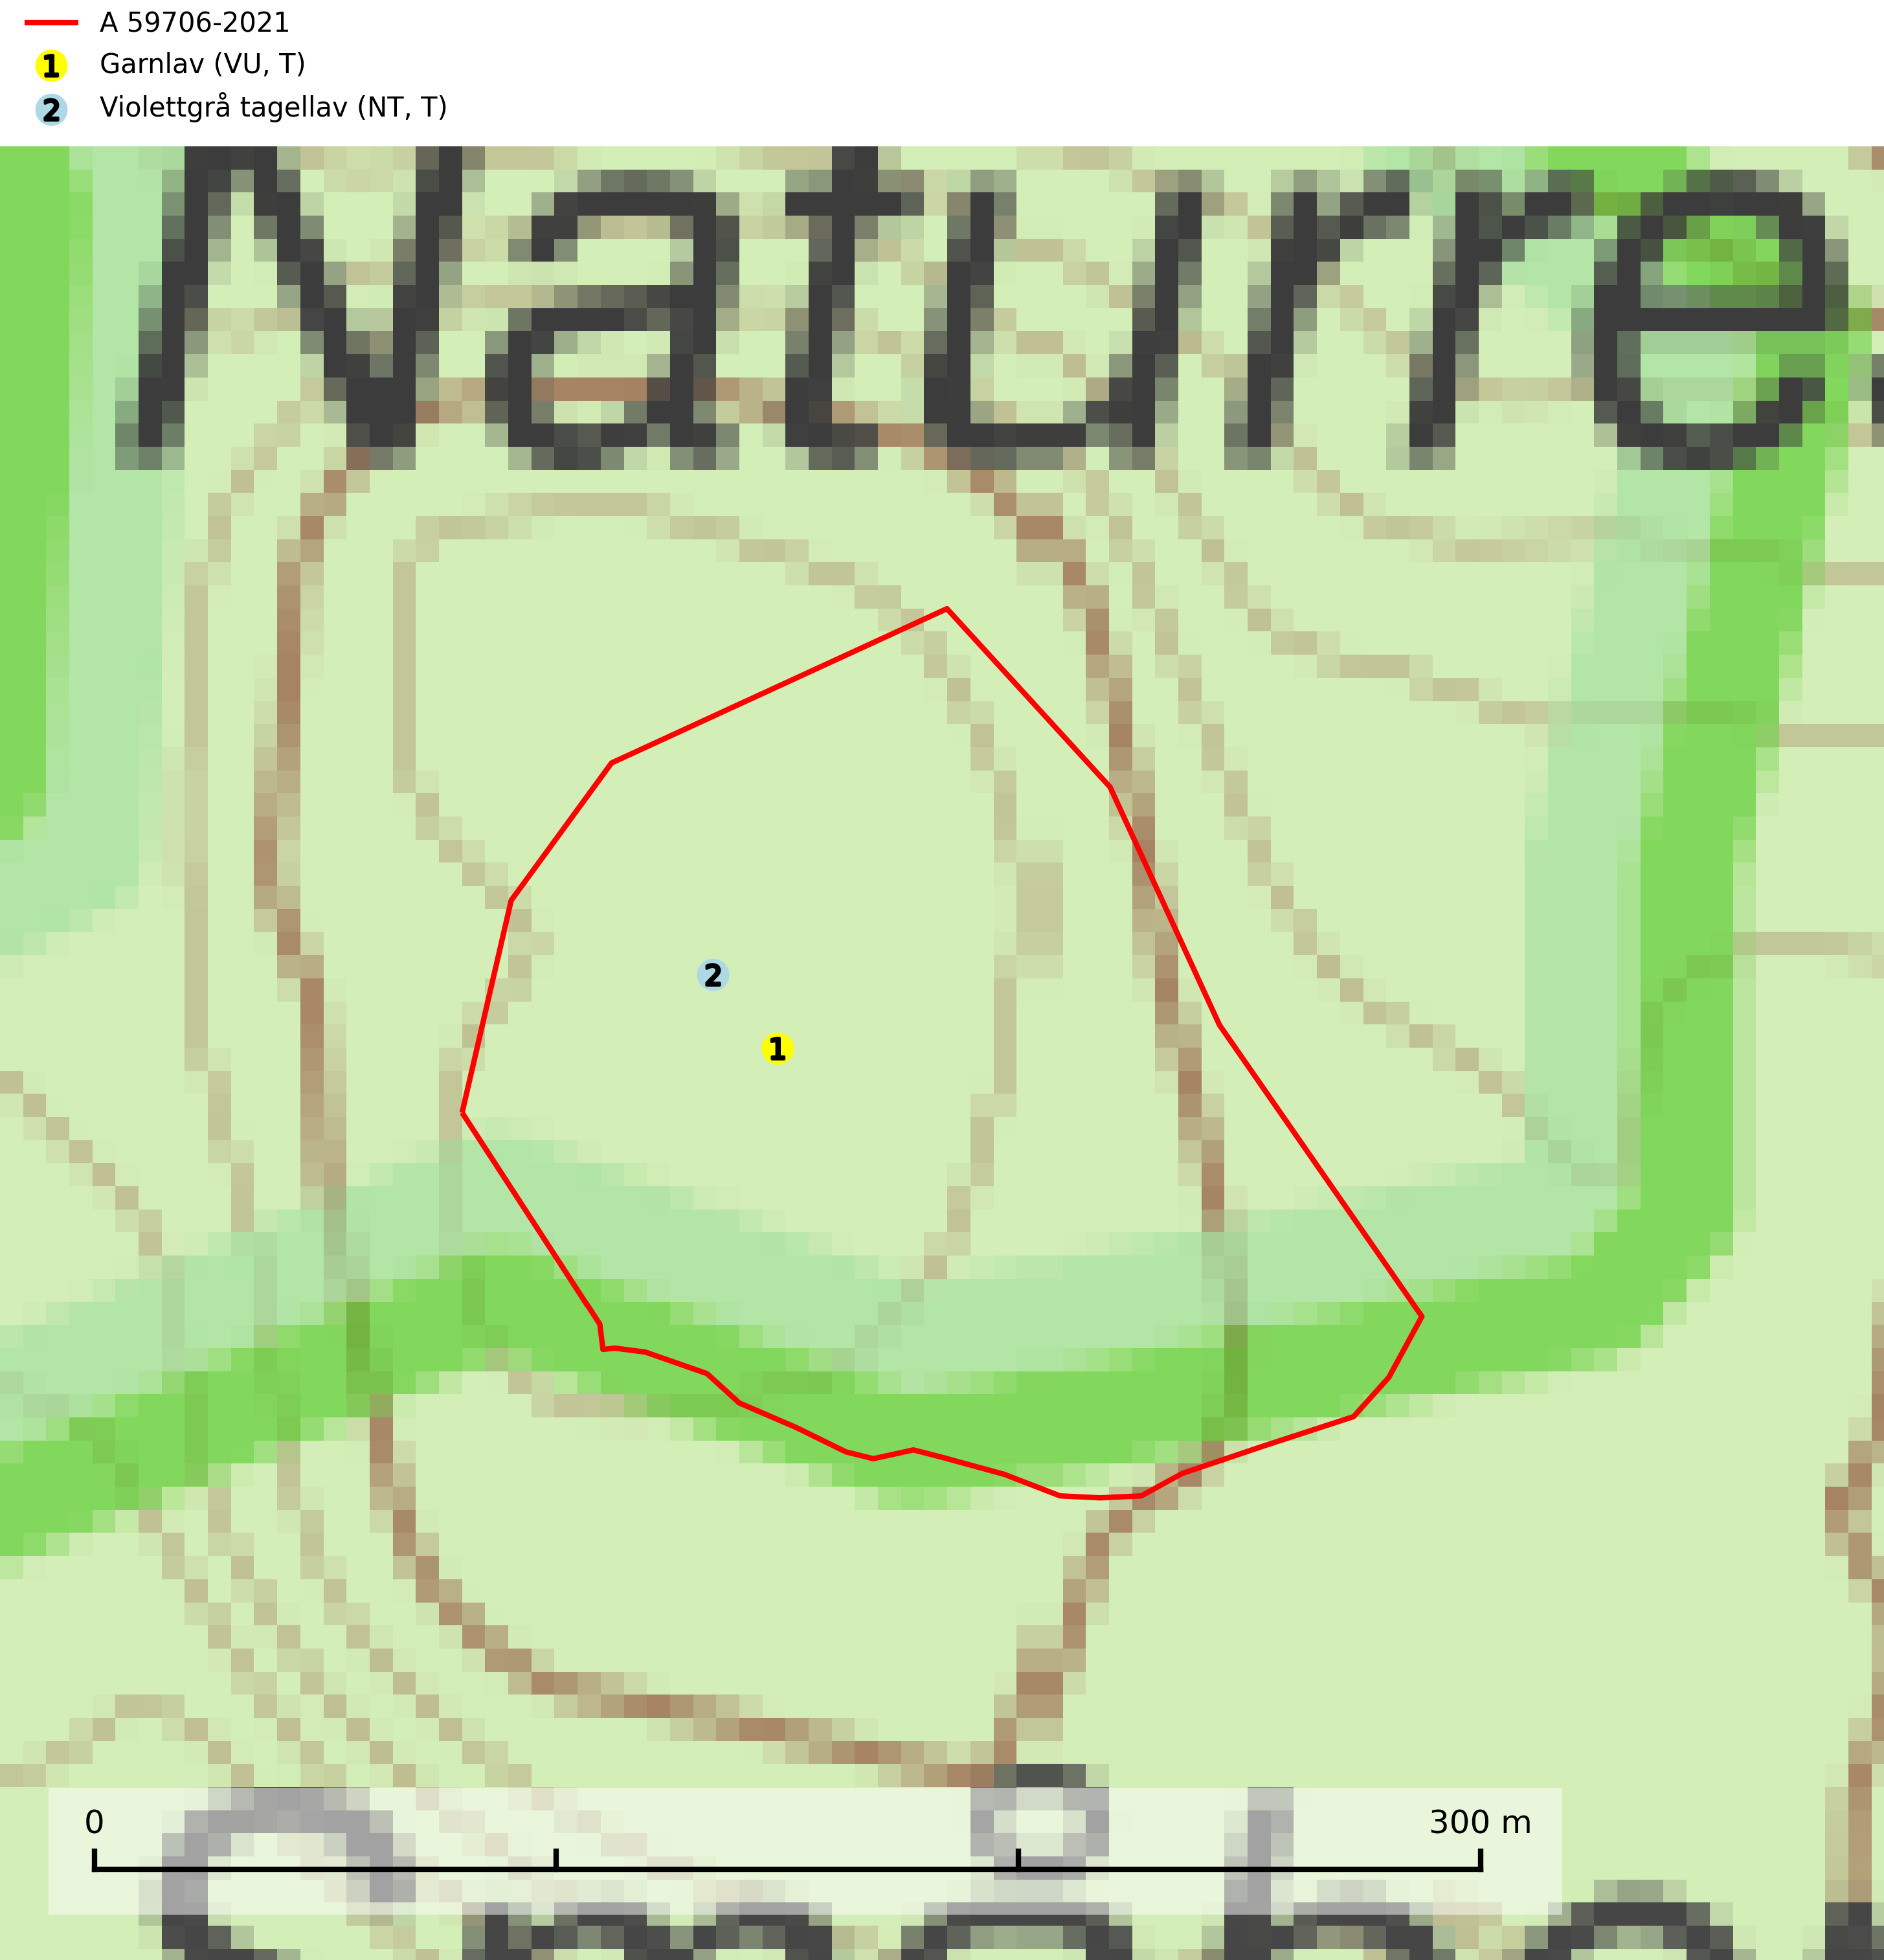 A 59706-2021
1 Garnlav (VU, T)
2 Violettgrå tagellav (NT, T)
Naturre
2
1
0 300 m